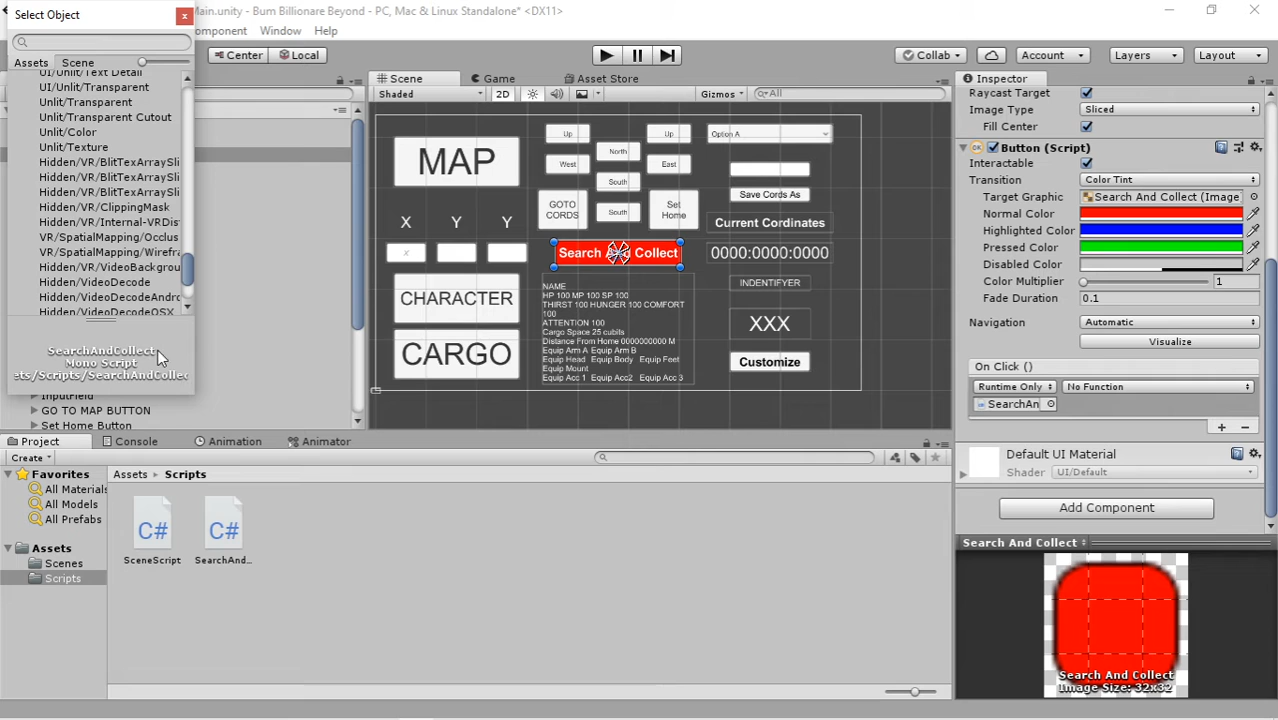 Select Object
Main.unity - Bum Billionare Beyond - PC, Mac & Linux Standalone* <DX11>
Component Window Help
Center Local
Collab Account Layers Layout
Assets Scene
UI/Unlit/Text Detail
UI/Unlit/Transparent
Unlit/Transparent
Unlit/Transparent Cutout
Unlit/Color
Unlit/Texture
Hidden/VR/BlitTexArraySli
Hidden/VR/BlitTexArraySli
Hidden/VR/BlitTexArraySli
Hidden/VR/ClippingMask
Hidden/VR/Internal-VRDis
VR/SpatialMapping/Occlus
VR/SpatialMapping/Wirefra
Hidden/VR/VideoBackgrou
Hidden/VideoDecode
Hidden/VideoDecodeAndro
Hidden/VideoDecodeOSX
SearchAndCollect
Mono Script
ets/Scripts/SearchAndCollec
InputField
GO TO MAP BUTTON
Set Home Button
Scene Game Asset Store
Shaded 2D Gizmos All
MAP
Up Up
North
West East
South
GOTO
CORDS
South
Set
Home
Option A
Save Cords As
Current Cordinates
X Y Y
x
Search And Collect
0000:0000:0000
CHARACTER
CARGO
NAME
HP 100 MP 100 SP 100
THIRST 100 HUNGER 100 COMFORT
100
ATTENTION 100
Cargo Space 25 cubils
Distance From Home 0000000000 M
Equip Arm A Equip Arm B
Equip Head Equip Body Equip Feet
Equip Mount
Equip Acc 1 Equip Acc2 Equip Acc 3
INDENTIFYER
XXX
Customize
Inspector
Raycast Target
Image Type Sliced
Fill Center
Button (Script)
Interactable
Transition Color Tint
Target Graphic Search And Collect (Image
Normal Color
Highlighted Color
Pressed Color
Disabled Color
Color Multiplier 1
Fade Duration 0.1
Navigation Automatic
Visualize
On Click ()
Runtime Only No Function
SearchAn
Default UI Material
Shader UI/Default
Add Component
Search And Collect
Search And Collect
Image Size: 32x32
Project Console Animation Animator
Create
Favorites
All Materials
All Models
All Prefabs
Assets
Scenes
Scripts
Assets Scripts
C# C#
SceneScript SearchAnd...